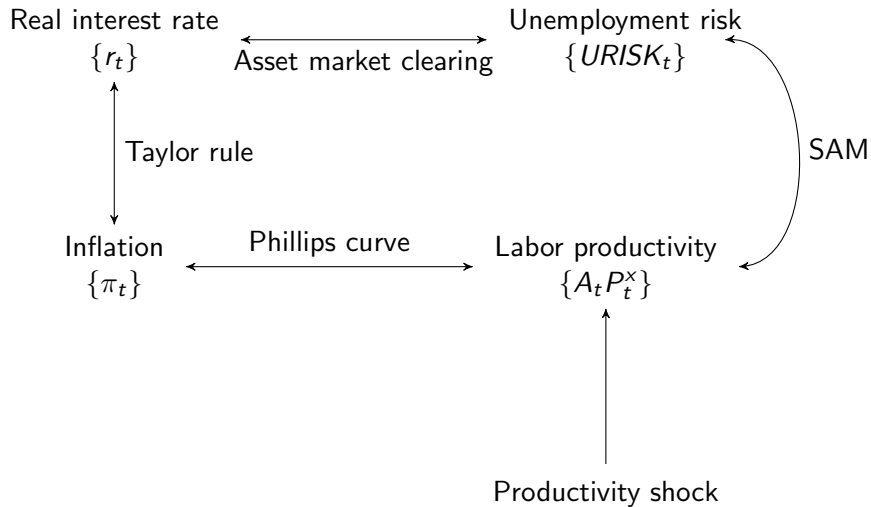 Real interest rate
{r_t}
Unemployment risk
{URISK_t}
Asset market clearing
Taylor rule
SAM
Inflation
{π_t}
Phillips curve
Labor productivity
{A_t P_t^x}
Productivity shock